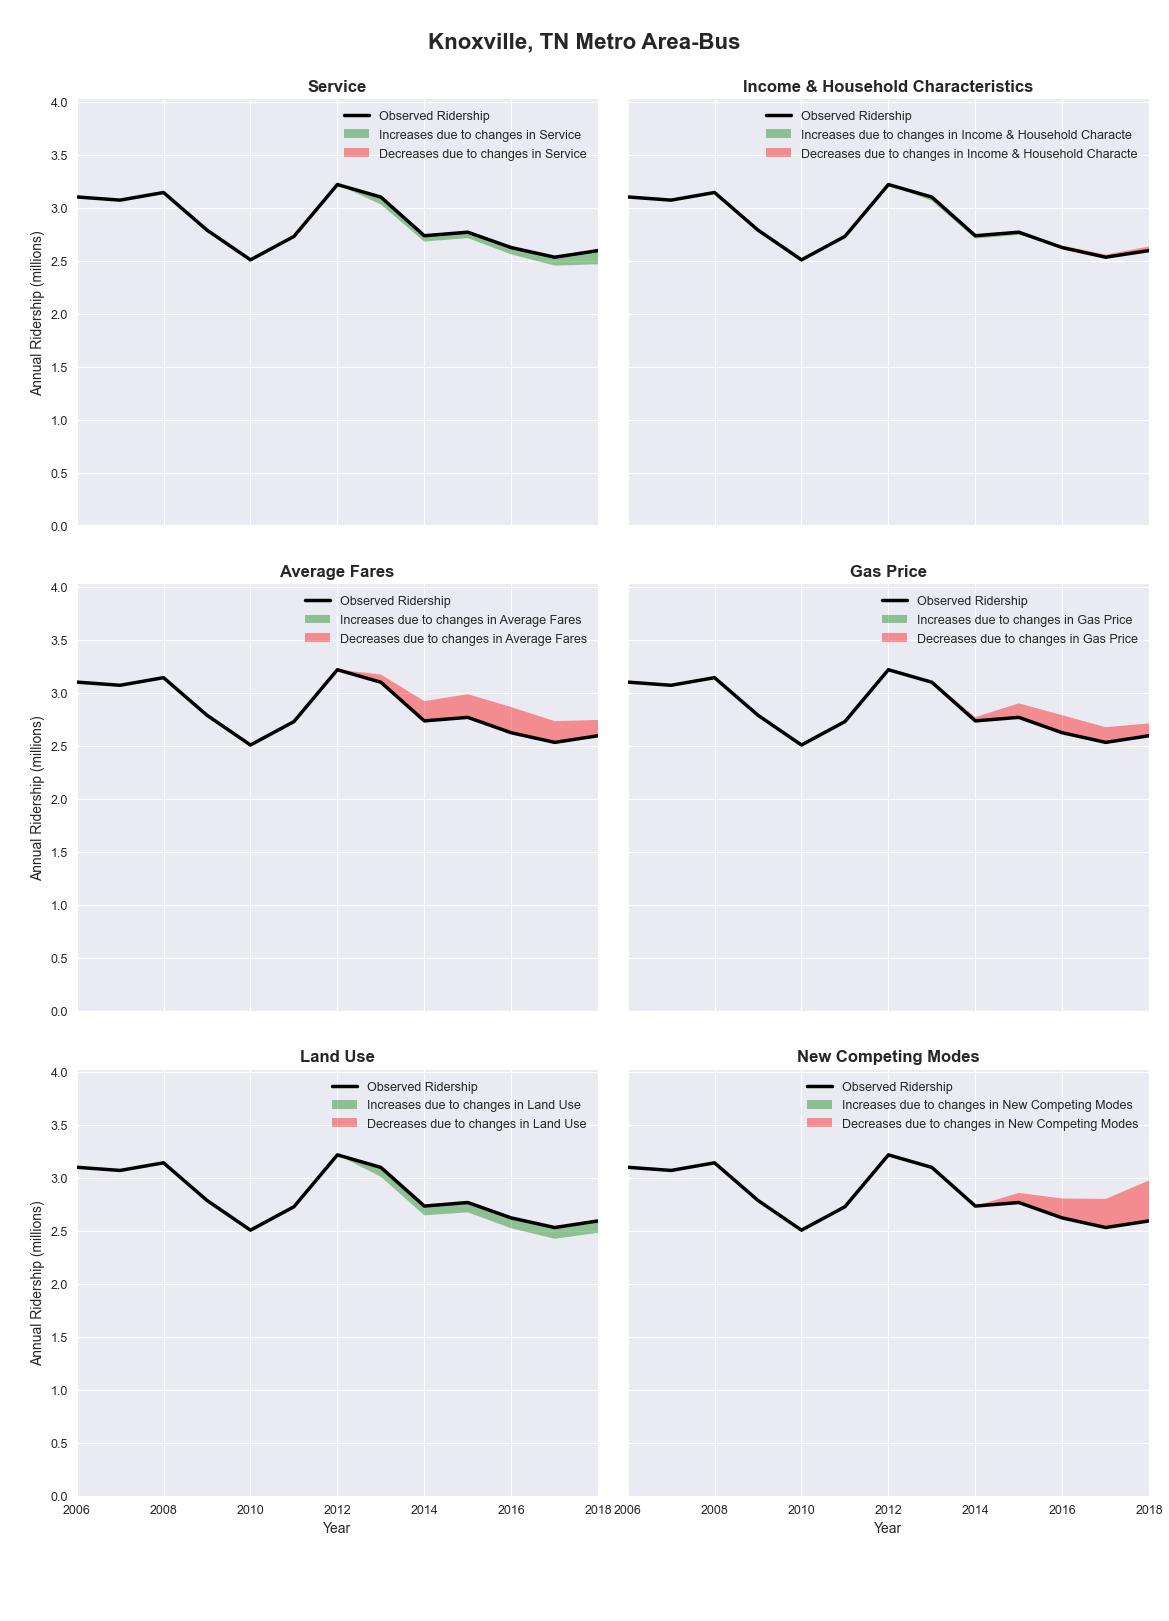 Knoxville, TN Metro Area-Bus
Service
Observed Ridership
Increases due to changes in Service
Decreases due to changes in Service
4.0
3.5
3.0
2.5
2.0
1.5
1.0
0.5
0.0
Annual Ridership (millions)
Income & Household Characteristics
Observed Ridership
Increases due to changes in Income & Household Characte
Decreases due to changes in Income & Household Characte
Average Fares
Observed Ridership
Increases due to changes in Average Fares
Decreases due to changes in Average Fares
4.0
3.5
3.0
2.5
2.0
1.5
1.0
0.5
0.0
Annual Ridership (millions)
Gas Price
Observed Ridership
Increases due to changes in Gas Price
Decreases due to changes in Gas Price
Land Use
Observed Ridership
Increases due to changes in Land Use
Decreases due to changes in Land Use
4.0
3.5
3.0
2.5
2.0
1.5
1.0
0.5
0.0
Annual Ridership (millions)
2006 2008 2010 2012 2014 2016 2018
Year
New Competing Modes
Observed Ridership
Increases due to changes in New Competing Modes
Decreases due to changes in New Competing Modes
2006 2008 2010 2012 2014 2016 2018
Year